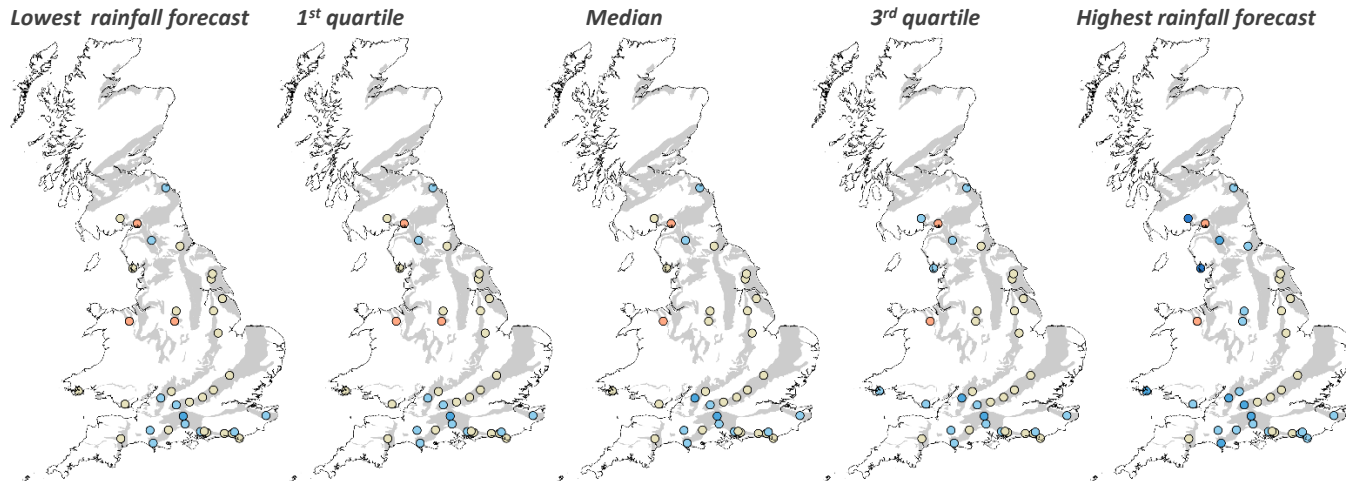 Lowest rainfall forecast
1st quartile
Median
3rd quartile
Highest rainfall forecast